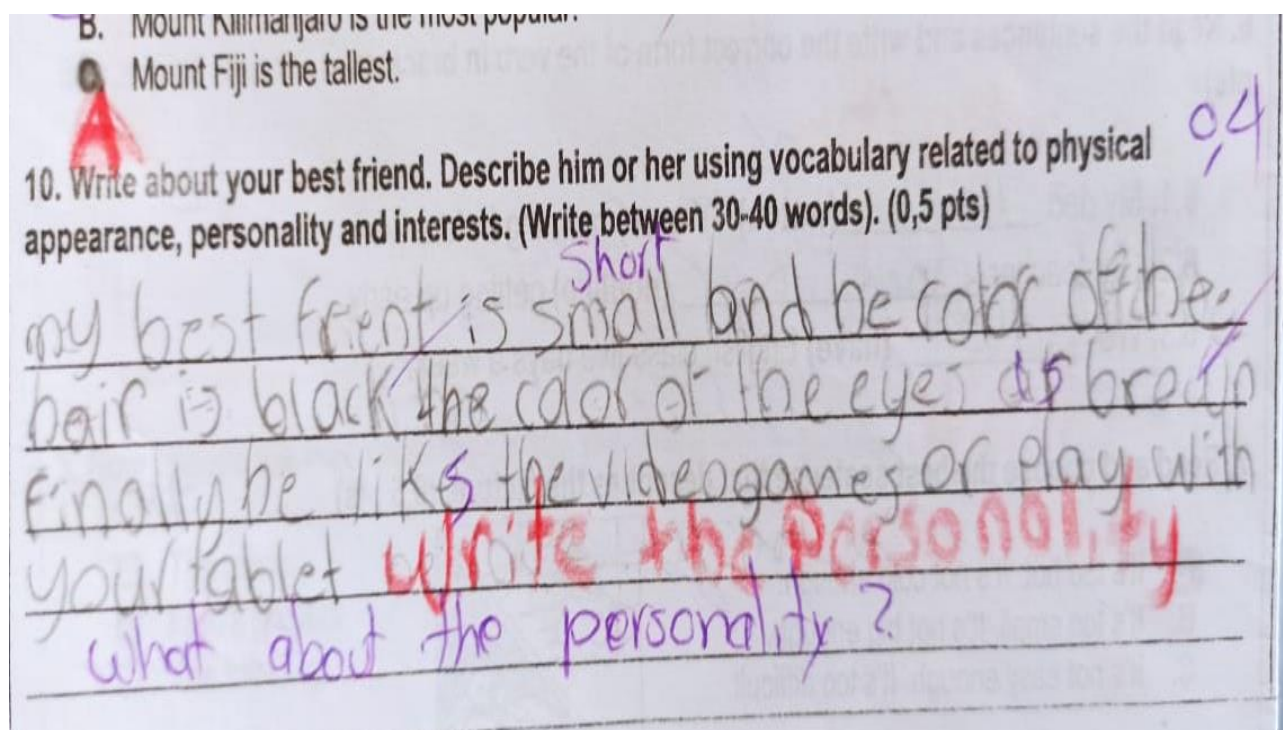 B. Mount Kilimanjaro is the most popular.
C. Mount Fiji is the tallest.
A
0,4
10. Write about your best friend. Describe him or her using vocabulary related to physical
appearance, personality and interests. (Write between 30-40 words). (0,5 pts)
Short
my best frient is small and he color of the
hair is black the color of the eyes is
Finally he likes the videogames or play with
your tablet write the personality
what about the personality?